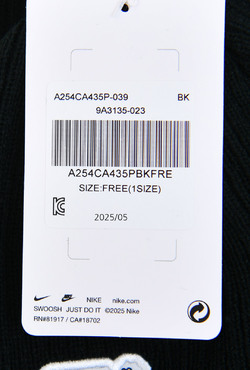 A254CA435P-039 BK
9A3135-023
A254CA435PBKFRE
SIZE:FREE(1SIZE)
2025/05
NIKE nike.com
SWOOSH JUST DO IT ©2025 Nike
RN#81917 / CA#18702